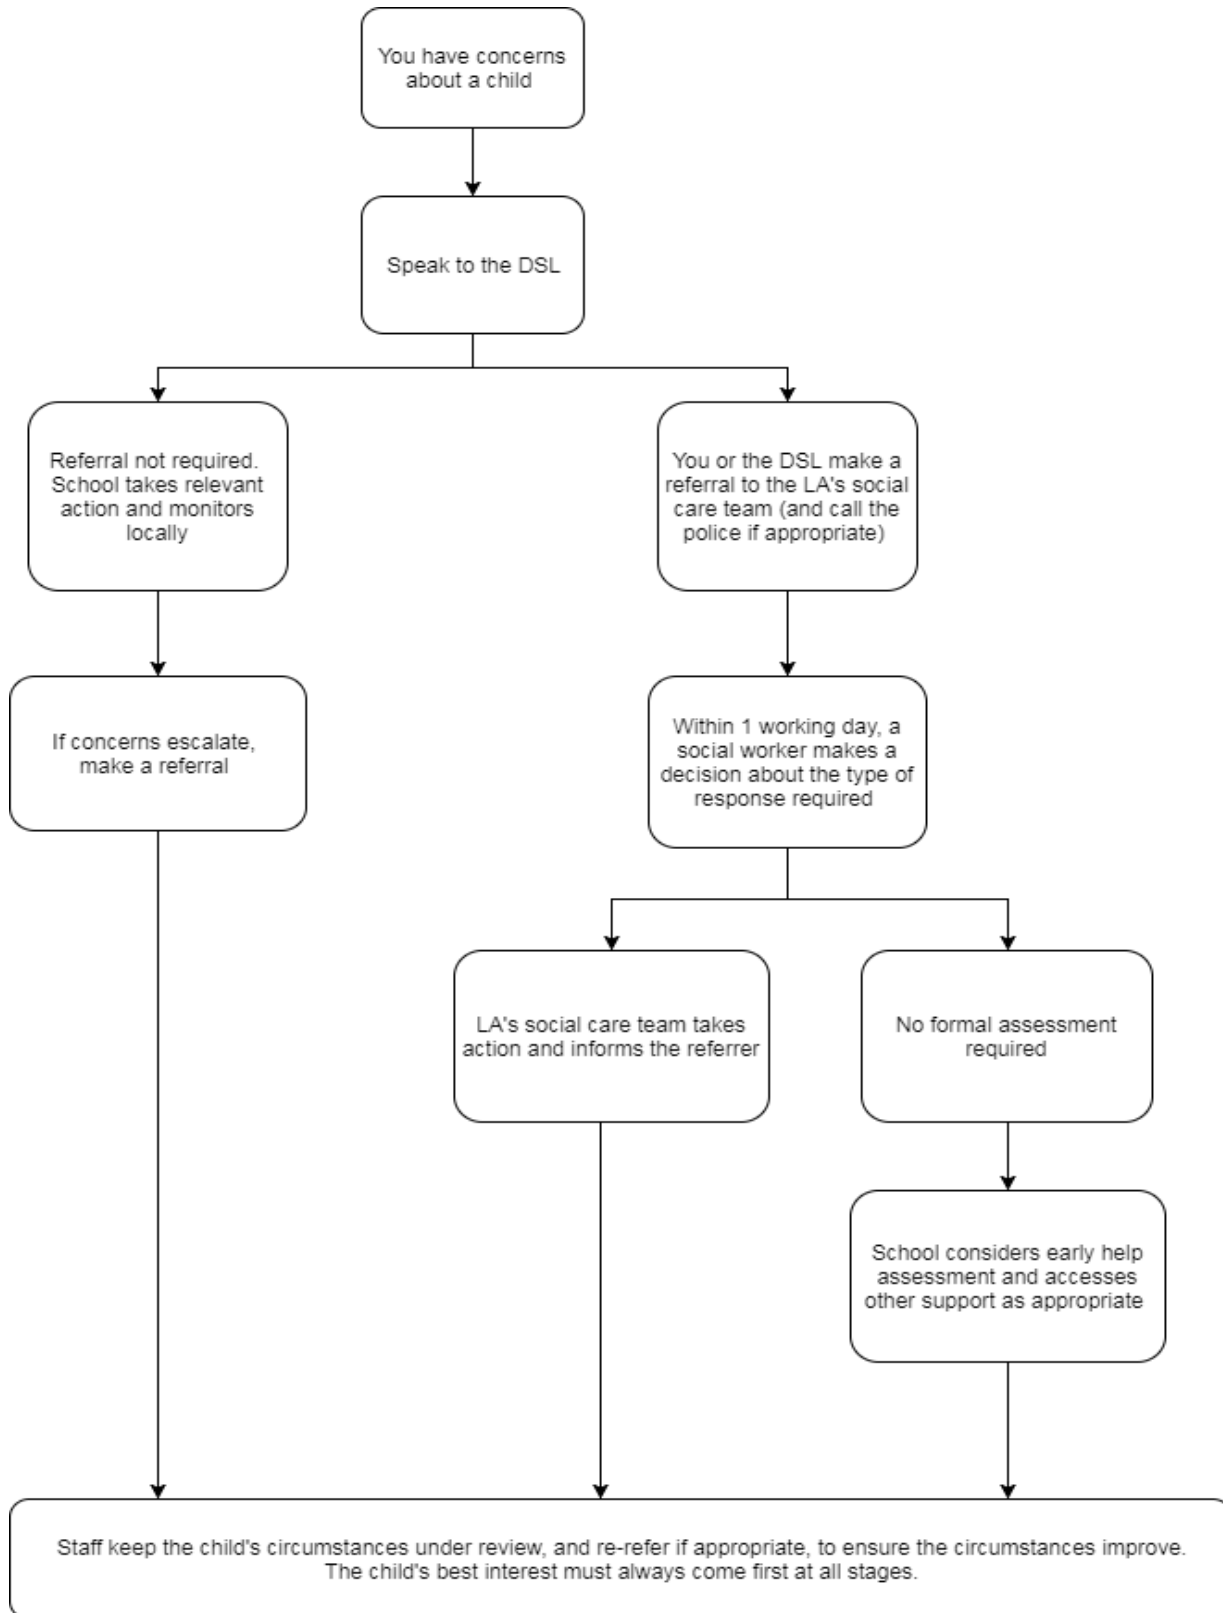 You have concerns
about a child
Speak to the DSL
Referral not required.
School takes relevant
action and monitors
locally
You or the DSL make a
referral to the LA's social
care team (and call the
police if appropriate)
If concerns escalate,
make a referral
Within 1 working day, a
social worker makes a
decision about the type of
response required
LA's social care team takes
action and informs the referrer
No formal assessment
required
School considers early help
assessment and accesses
other support as appropriate
Staff keep the child's circumstances under review, and re-refer if appropriate, to ensure the circumstances improve.
The child's best interest must always come first at all stages.